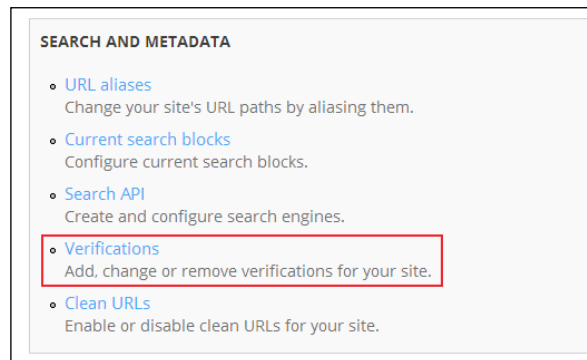 SEARCH AND METADATA
URL aliases
Change your site's URL paths by aliasing them.
Current search blocks
Configure current search blocks.
Search API
Create and configure search engines.
Verifications
Add, change or remove verifications for your site.
Clean URLs
Enable or disable clean URLs for your site.